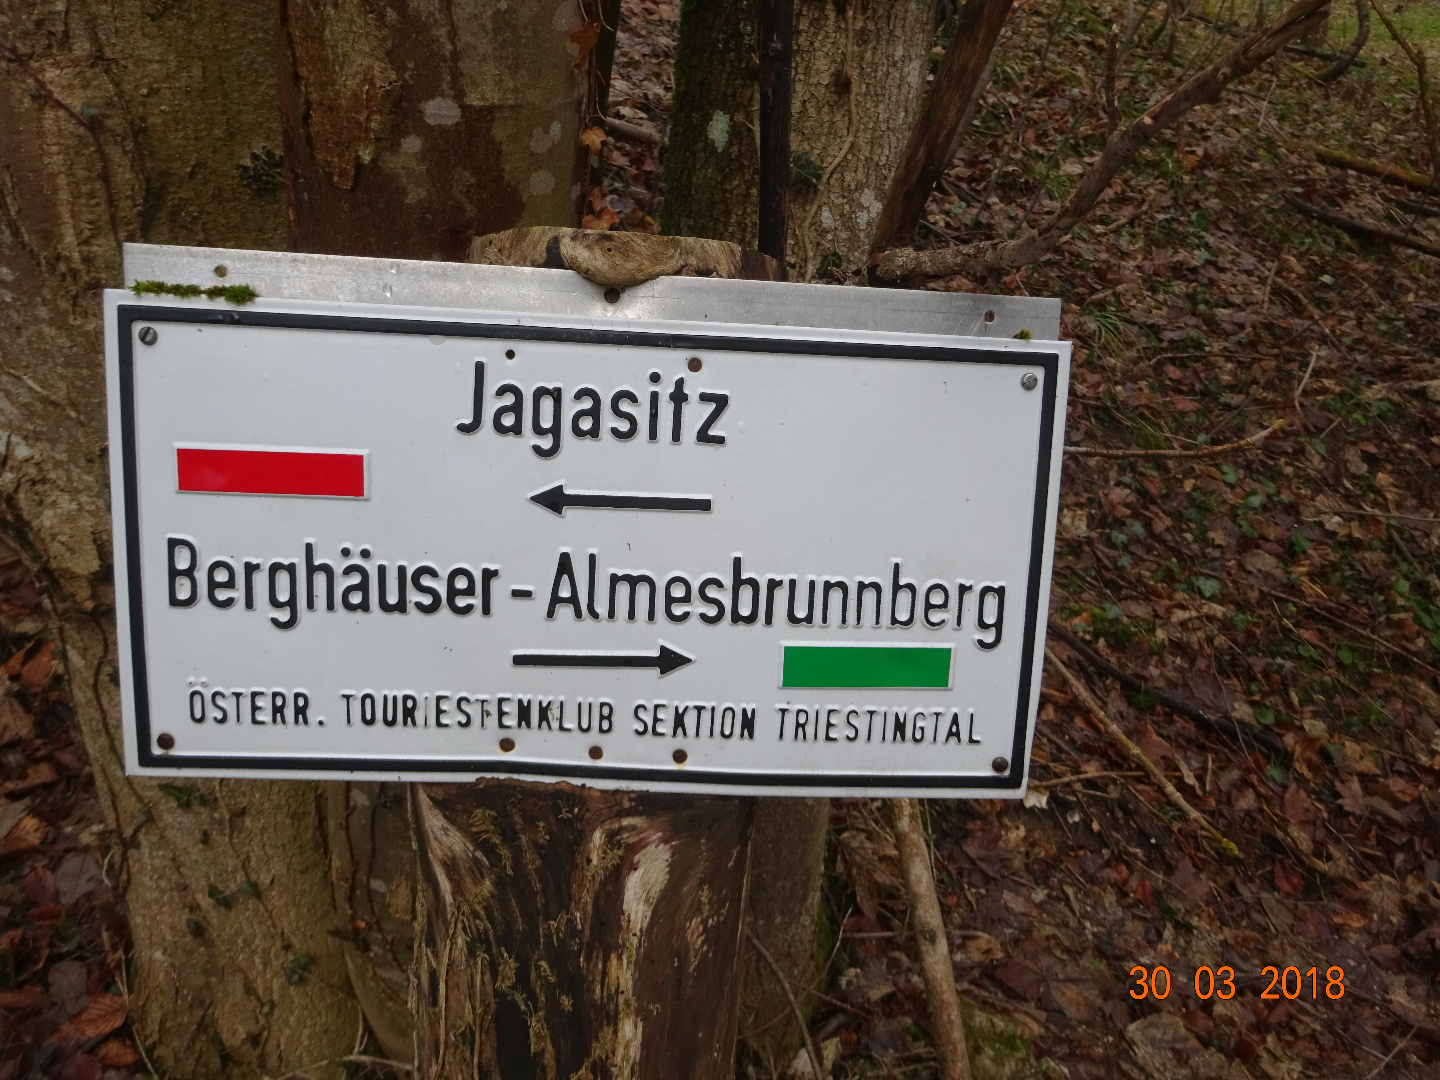 Jagasitz
Berghäuser-Almesbrunnberg
ÖSTERR. TOURIESTENKLUB SEKTION TRIESTINGTAL
30 03 2018